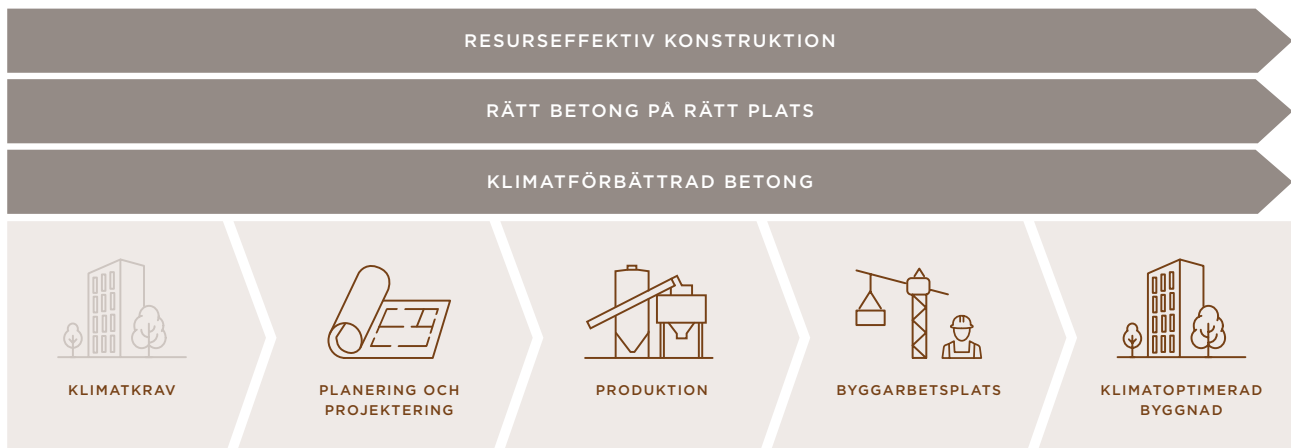 RESURSEFFEKTIV KONSTRUKTION
RÄTT BETONG PÅ RÄTT PLATS
KLIMATFÖRBÄTTRAD BETONG
KLIMATKRAV
PLANERING OCH
PROJEKTERING
PRODUKTION
BYGGARBETSPLATS
KLIMATOPTIMERAD
BYGGNAD